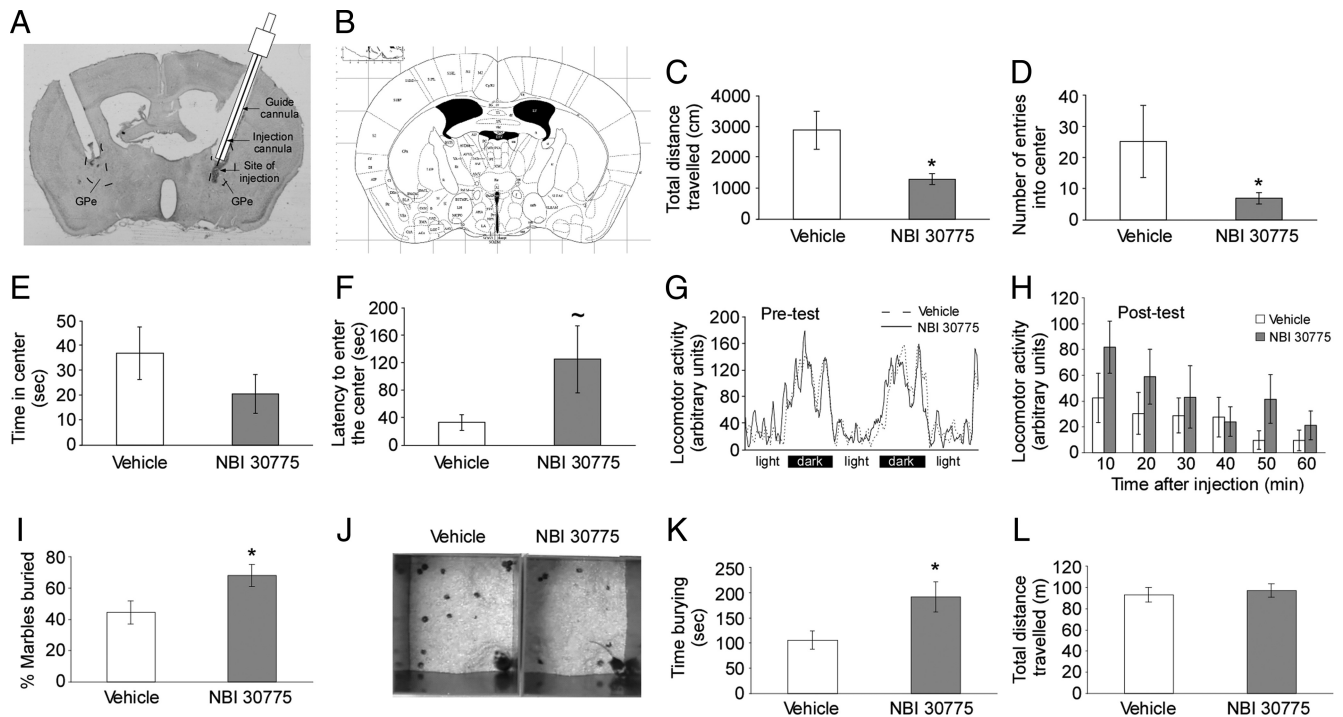 A
Guide
cannula
Injection
cannula
Site of
injection
GPe
GPe
B
C
Total distance
travelled (cm)
4000
3000
2000
1000
0
*
Vehicle
NBI 30775
D
Number of entries
into center
40
30
20
10
0
*
Vehicle
NBI 30775
E
Time in center
(sec)
50
40
30
20
10
0
Vehicle
NBI 30775
F
Latency to enter
the center (sec)
200
160
120
80
40
0
~
Vehicle
NBI 30775
G
Locomotor activity
(arbitrary units)
200
160
120
80
40
0
Pre-test
Vehicle
NBI 30775
light
dark
light
dark
light
H
Locomotor activity
(arbitrary units)
120
100
80
60
40
20
0
Post-test
Vehicle
NBI 30775
10 20 30 40 50 60
Time after injection (min)
I
% Marbles buried
80
60
40
20
0
*
Vehicle
NBI 30775
J
Vehicle
NBI 30775
K
Time burying
(sec)
250
200
150
100
50
0
*
Vehicle
NBI 30775
L
Total distance
travelled (m)
120
100
80
60
40
20
0
Vehicle
NBI 30775